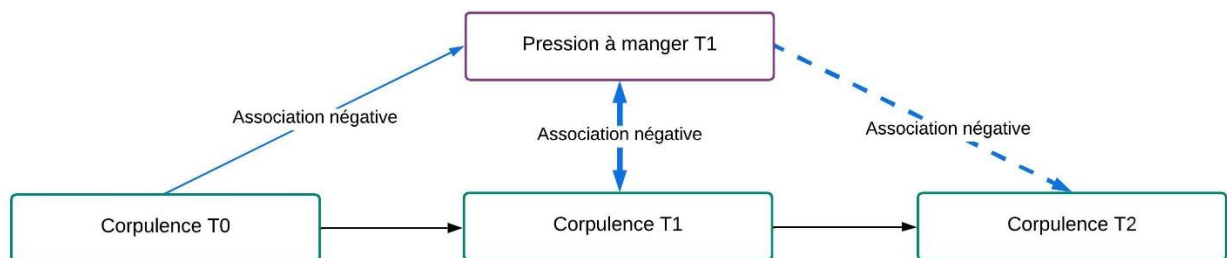 Pression à manger T1
Association négative
Association négative
Association négative
Corpulence T0
Corpulence T1
Corpulence T2